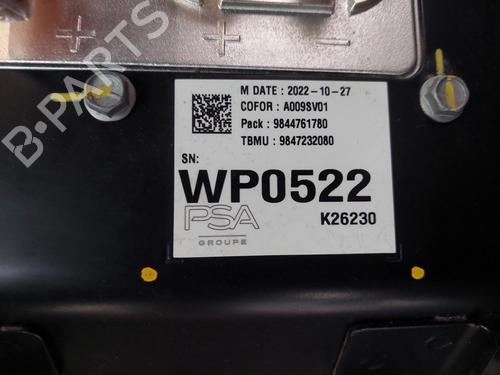 B-PARTS
+ -
M DATE : 2022-10-27
COFOR : A009SV01
Pack : 9844761780
TBMU : 9847232080
SN:
WP0522
PSA K26230
GROUPE